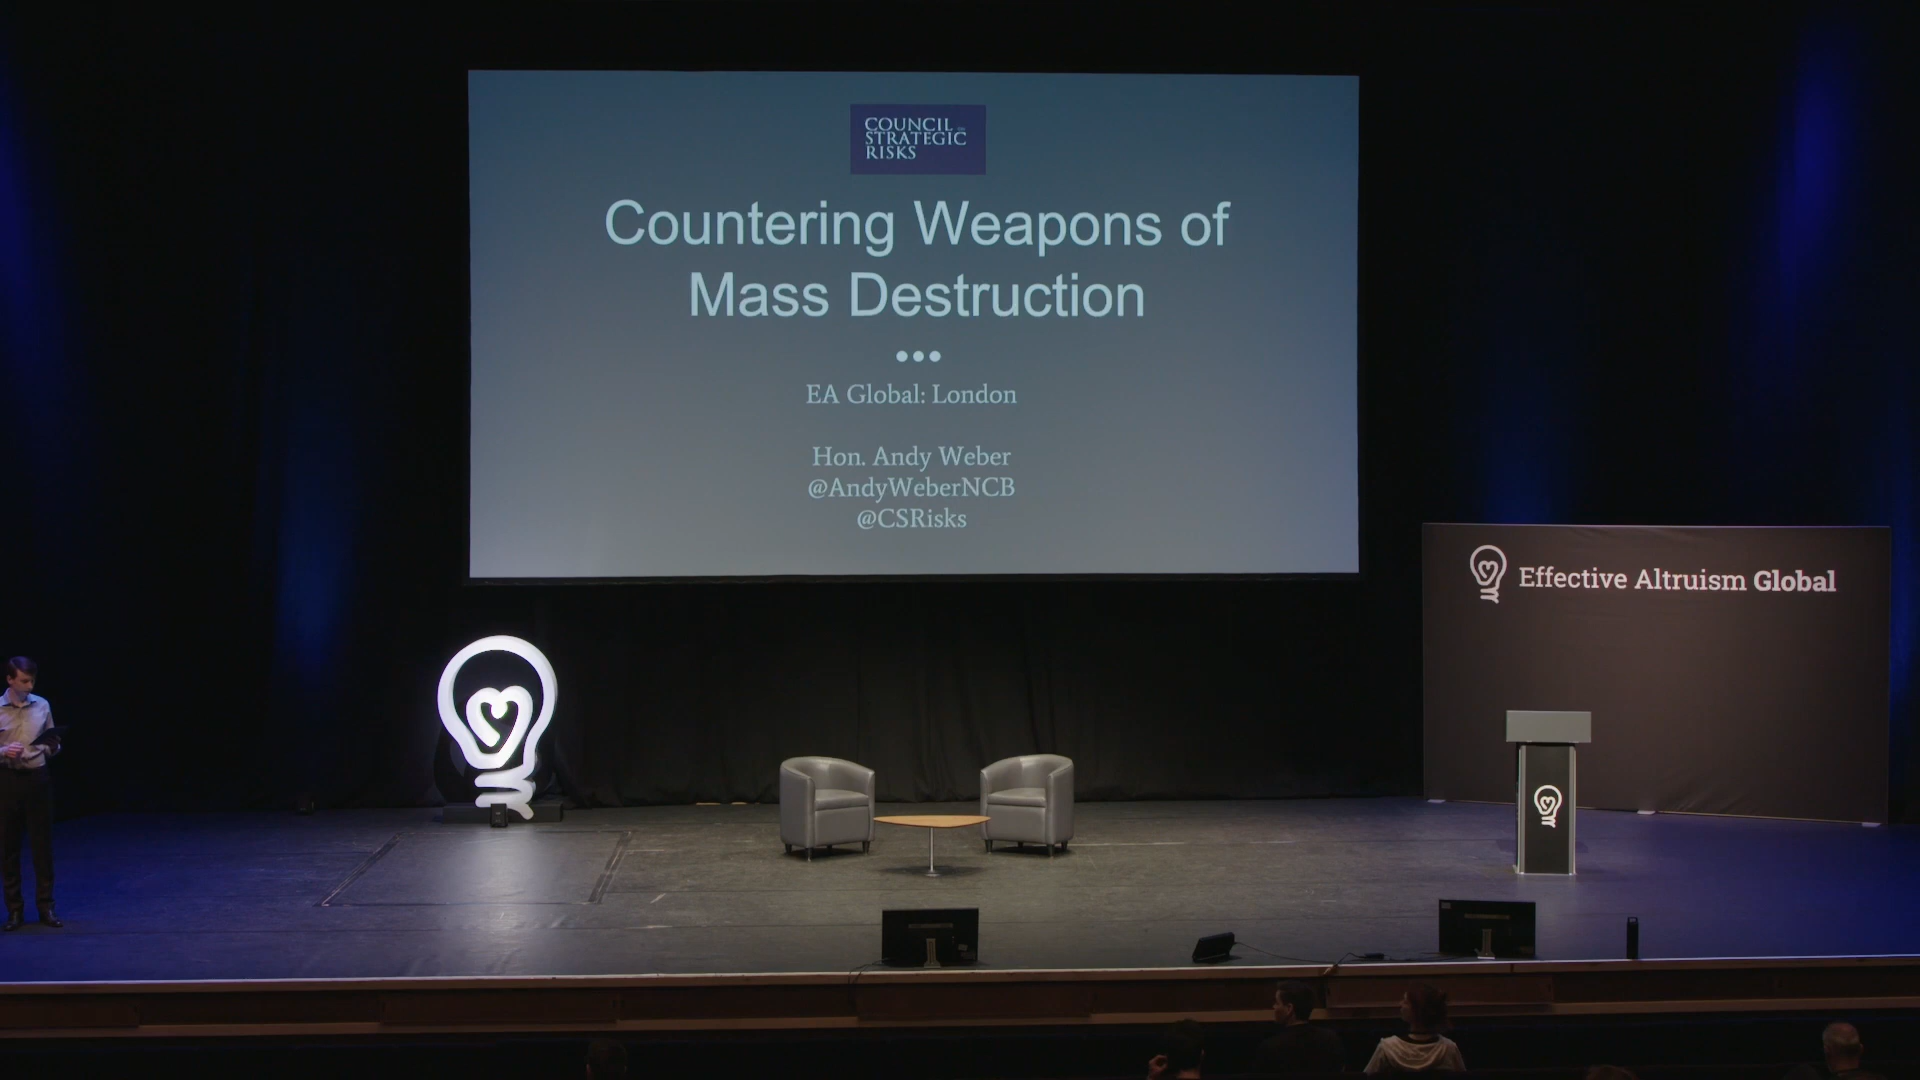 COUNCIL ON
STRATEGIC
RISKS
Countering Weapons of
Mass Destruction
EA Global: London
Hon. Andy Weber
@AndyWeberNCB
@CSRisks
Effective Altruism Global